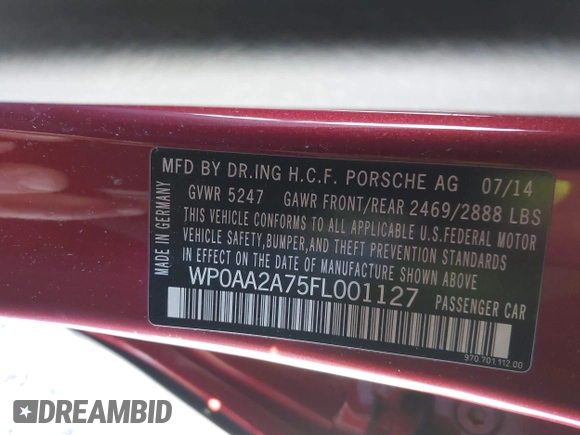 MFD BY DR.ING H.C.F. PORSCHE AG 07/14
GVWR 5247 GAWR FRONT/REAR 2469/2888 LBS
THIS VEHICLE CONFORMS TO ALL APPLICABLE U.S.FEDERAL MOTOR
VEHICLE SAFETY,BUMPER,AND THEFT PREVENTION STANDARDS
IN EFFECT ON THE DATE OF MANUFACTURE SHOWN ABOVE
WP0AA2A75FL001127 PASSENGER CAR
MADE IN GERMANY
970.701.112.00
DREAMBID